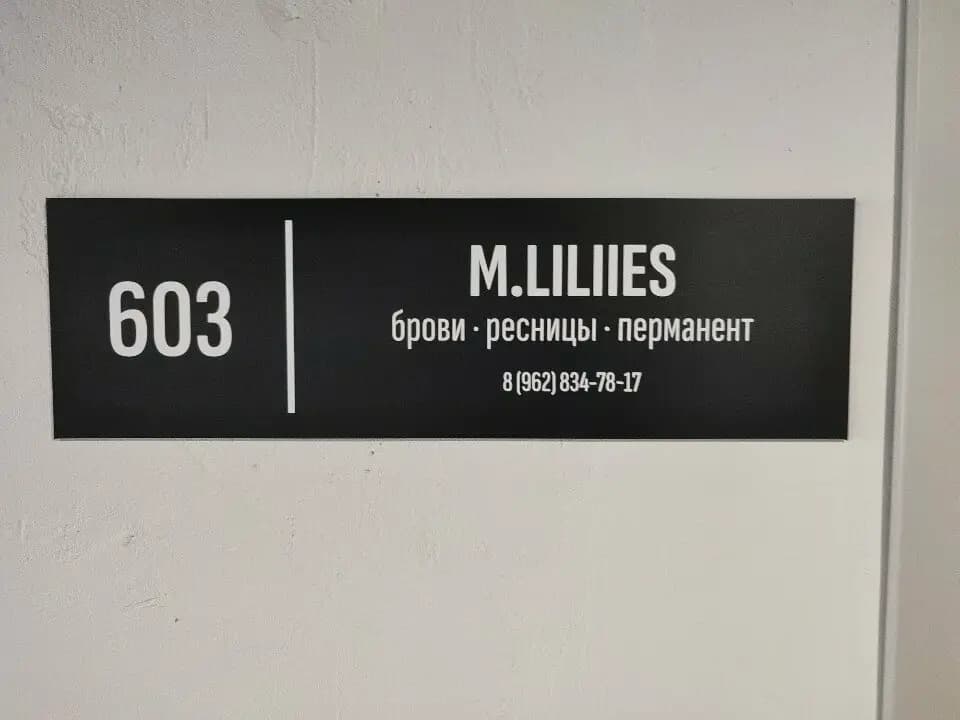 603
M.LILIIES
брови · ресницы · перманент
8 (962) 834-78-17